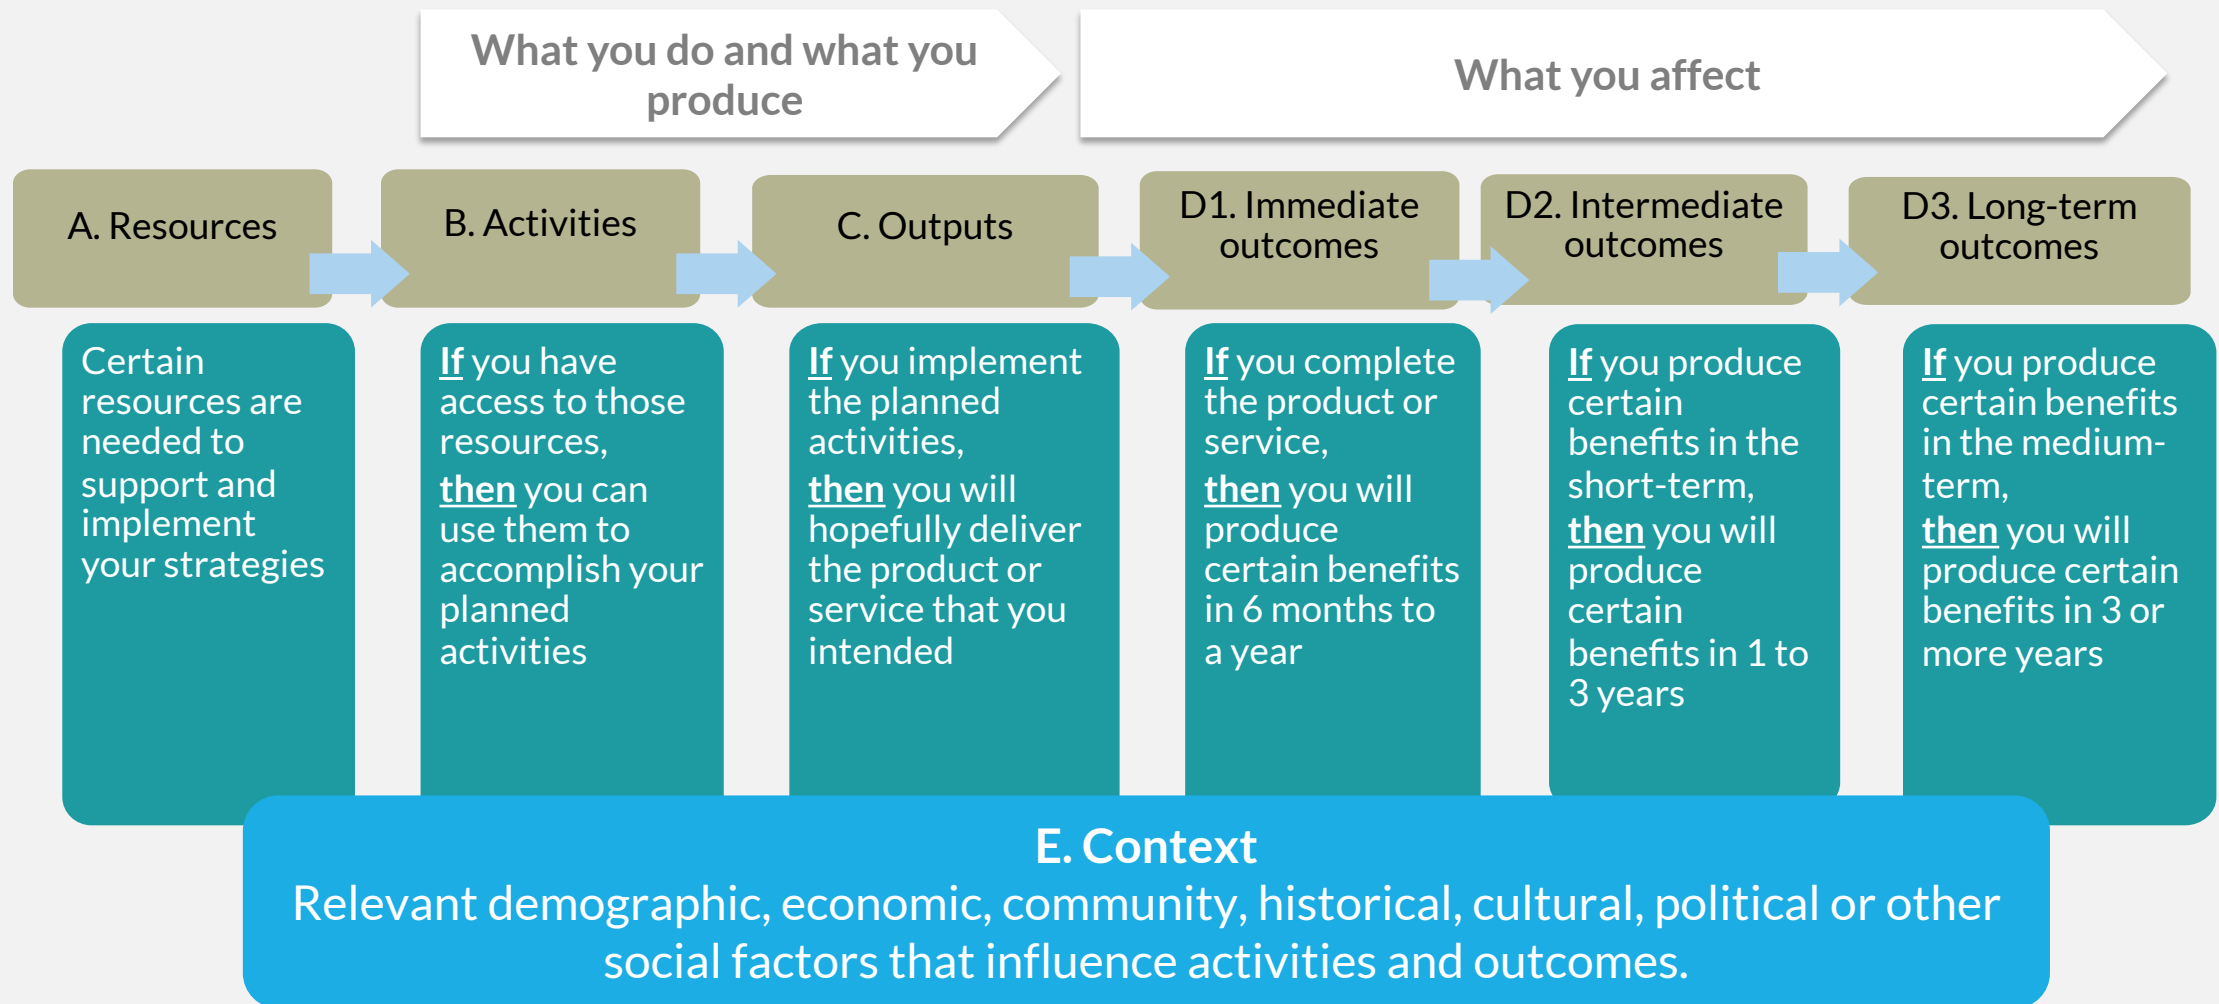 What you do and what you
produce
What you affect
A. Resources
B. Activities
C. Outputs
D1. Immediate
outcomes
D2. Intermediate
outcomes
D3. Long-term
outcomes
Certain
resources are
needed to
support and
implement
your strategies
If you have
access to those
resources,
then you can
use them to
accomplish your
planned
activities
If you implement
the planned
activities,
then you will
hopefully deliver
the product or
service that you
intended
If you complete
the product or
service,
then you will
produce
certain benefits
in 6 months to
a year
If you produce
certain
benefits in the
short-term,
then you will
produce
certain
benefits in 1 to
3 years
If you produce
certain benefits
in the medium-
term,
then you will
produce certain
benefits in 3 or
more years
E. Context
Relevant demographic, economic, community, historical, cultural, political or other
social factors that influence activities and outcomes.